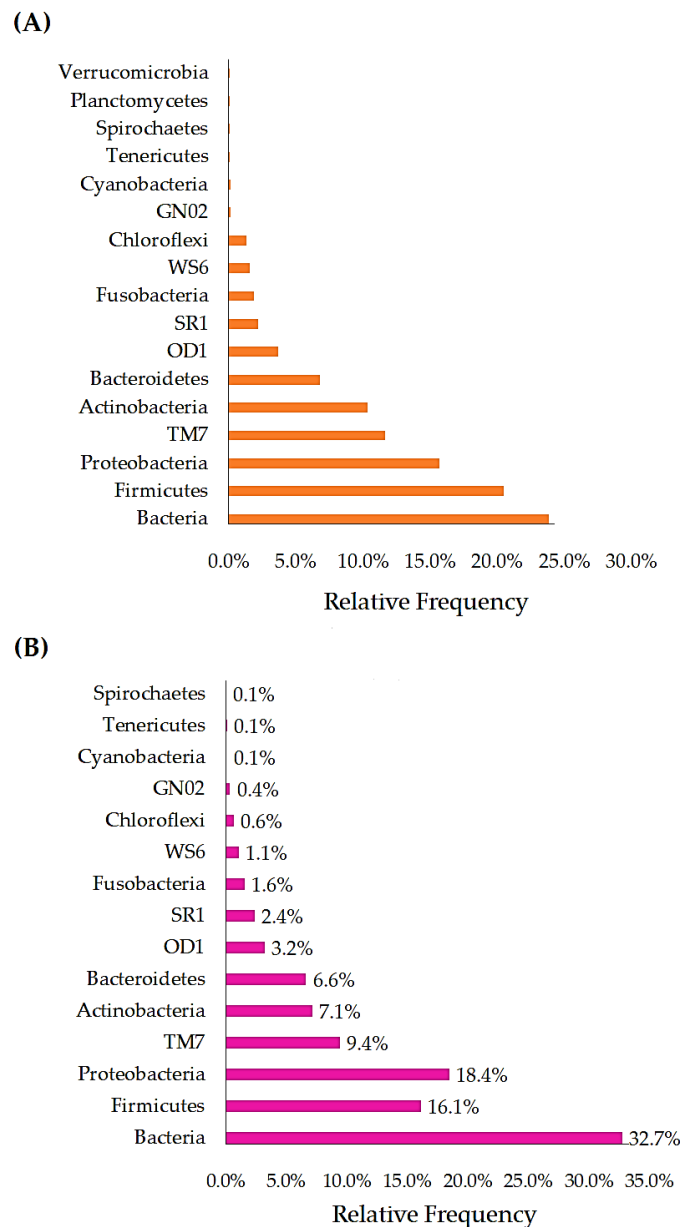 (A)
Verrucomicrobia
Planctomycetes
Spirochaetes
Tenericutes
Cyanobacteria
GN02
Chloroflexi
WS6
Fusobacteria
SR1
OD1
Bacteroidetes
Actinobacteria
TM7
Proteobacteria
Firmicutes
Bacteria
0.0% 5.0% 10.0% 15.0% 20.0% 25.0% 30.0%
Relative Frequency
(B)
Spirochaetes 0.1%
Tenericutes 0.1%
Cyanobacteria 0.1%
GN02 0.4%
Chloroflexi 0.6%
WS6 1.1%
Fusobacteria 1.6%
SR1 2.4%
OD1 3.2%
Bacteroidetes 6.6%
Actinobacteria 7.1%
TM7 9.4%
Proteobacteria 18.4%
Firmicutes 16.1%
Bacteria 32.7%
0.0% 5.0% 10.0% 15.0% 20.0% 25.0% 30.0% 35.0%
Relative Frequency